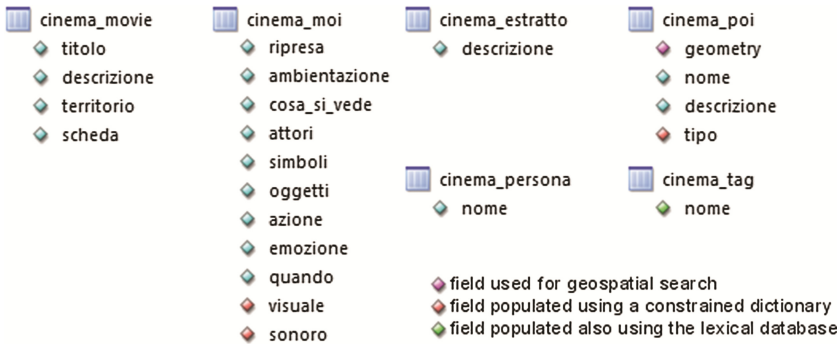 cinema_movie
titolo
descrizione
territorio
scheda
cinema_moi
ripresa
ambientazione
cosa_si_vede
attori
simboli
oggetti
azione
emozione
quando
visuale
sonoro
cinema_estratto
descrizione
cinema_poi
geometry
nome
descrizione
tipo
cinema_persona
nome
cinema_tag
nome
field used for geospatial search
field populated using a constrained dictionary
field populated also using the lexical database